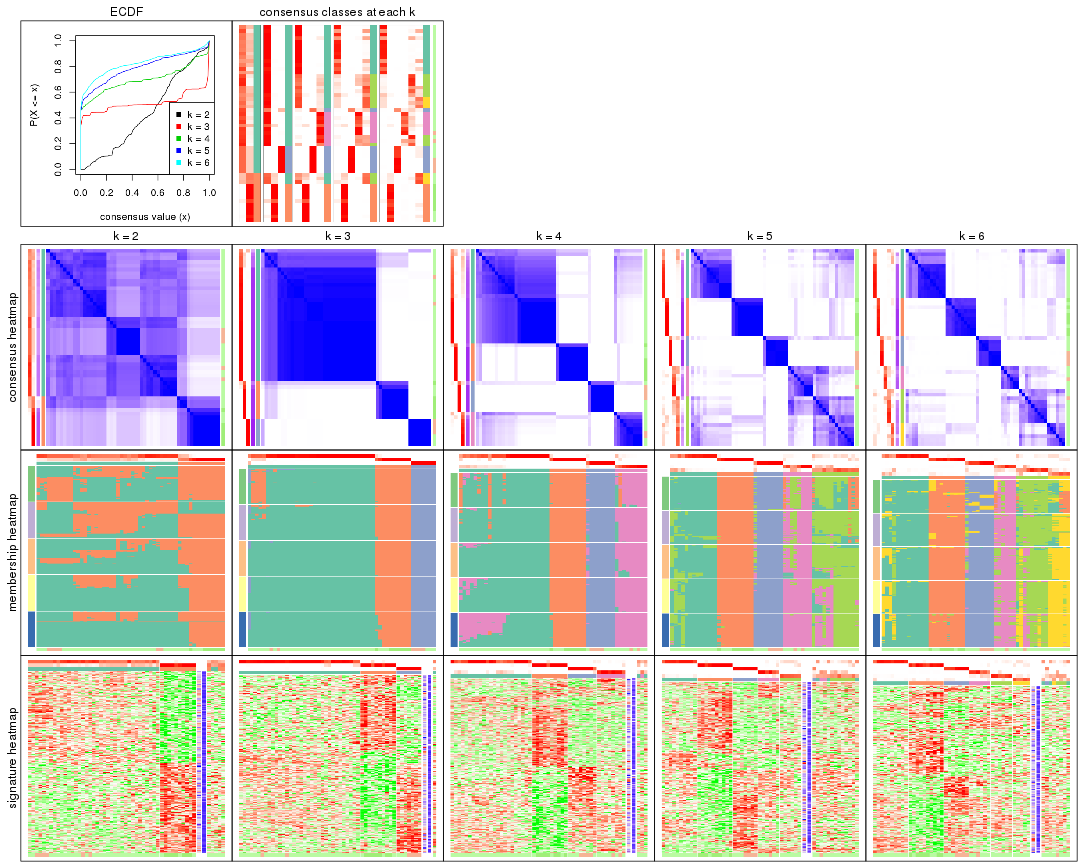 ECDF
consensus classes at each k
P(X <= x)
0.0 0.2 0.4 0.6 0.8 1.0
k = 2
k = 3
k = 4
k = 5
k = 6
0.0 0.2 0.4 0.6 0.8 1.0
consensus value (x)
k = 2 k = 3 k = 4 k = 5 k = 6
consensus heatmap
membership heatmap
signature heatmap